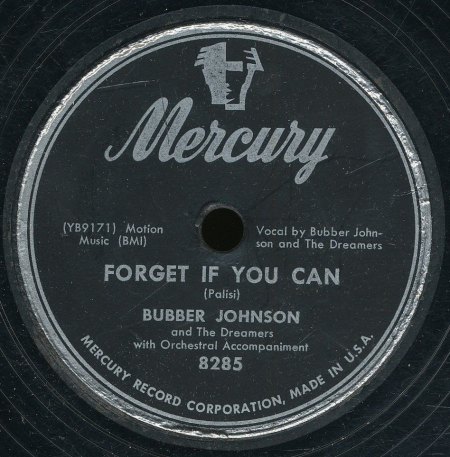 Mercury
(YB9171) Motion
Music (BMI)
Vocal by Bubber John-
son and The Dreamers
FORGET IF YOU CAN
(Palisi)
BUBBER JOHNSON
and The Dreamers
with Orchestral Accompaniment
8285
MERCURY RECORD CORPORATION, MADE IN U.S.A.